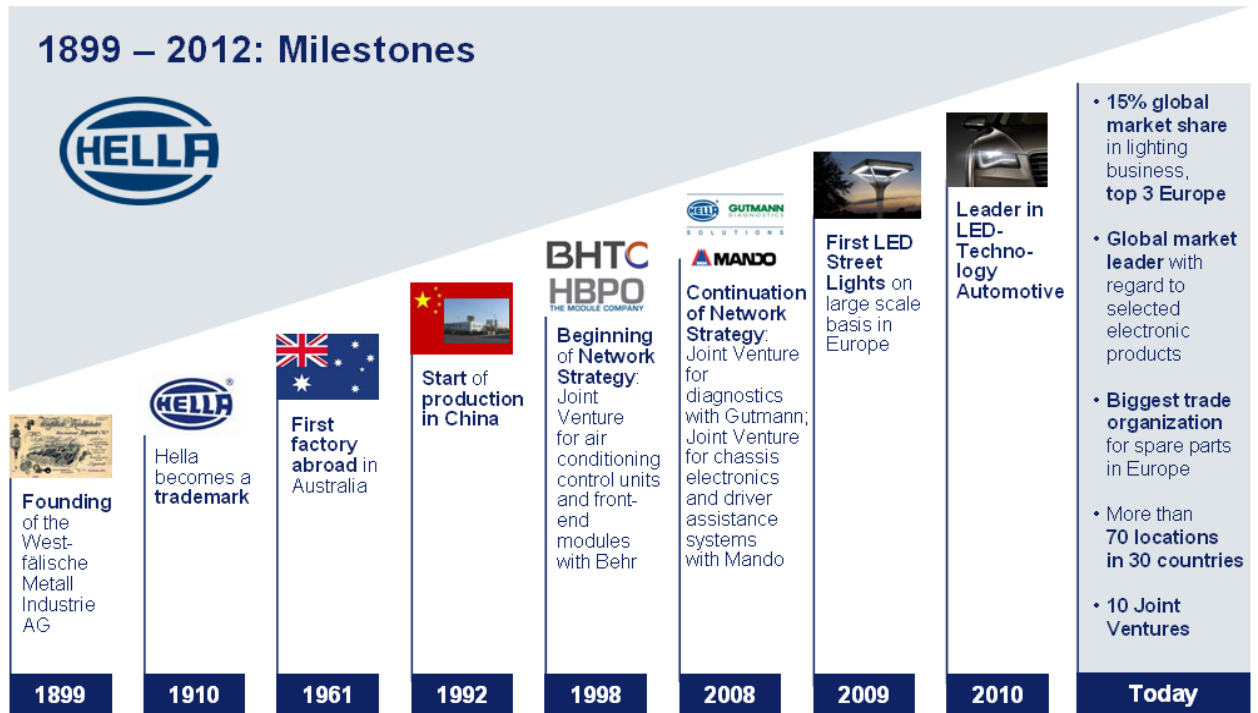 1899 – 2012: Milestones
HELLA
Founding
of the
West-
fälische
Metall
Industrie
AG
1899
HELLA
®
Hella
becomes a
trademark
1910
First
factory
abroad in
Australia
1961
Start of
production
in China
1992
BHTC
HBPO
THE MODULE COMPANY
Beginning
of Network
Strategy:
Joint
Venture
for air
conditioning
control units
and front-
end
modules
with Behr
1998
HELLA GUTMANN
DIAGNOSTICS
SOLUTIONS
MANDO
Continuation
of Network
Strategy:
Joint Venture
for
diagnostics
with Gutmann;
Joint Venture
for chassis
electronics
and driver
assistance
systems
with Mando
2008
First LED
Street
Lights on
large scale
basis in
Europe
2009
Leader in
LED-
Techno-
logy
Automotive
2010
• 15% global
market share
in lighting
business,
top 3 Europe
• Global market
leader with
regard to
selected
electronic
products
• Biggest trade
organization
for spare parts
in Europe
• More than
70 locations
in 30 countries
• 10 Joint
Ventures
Today